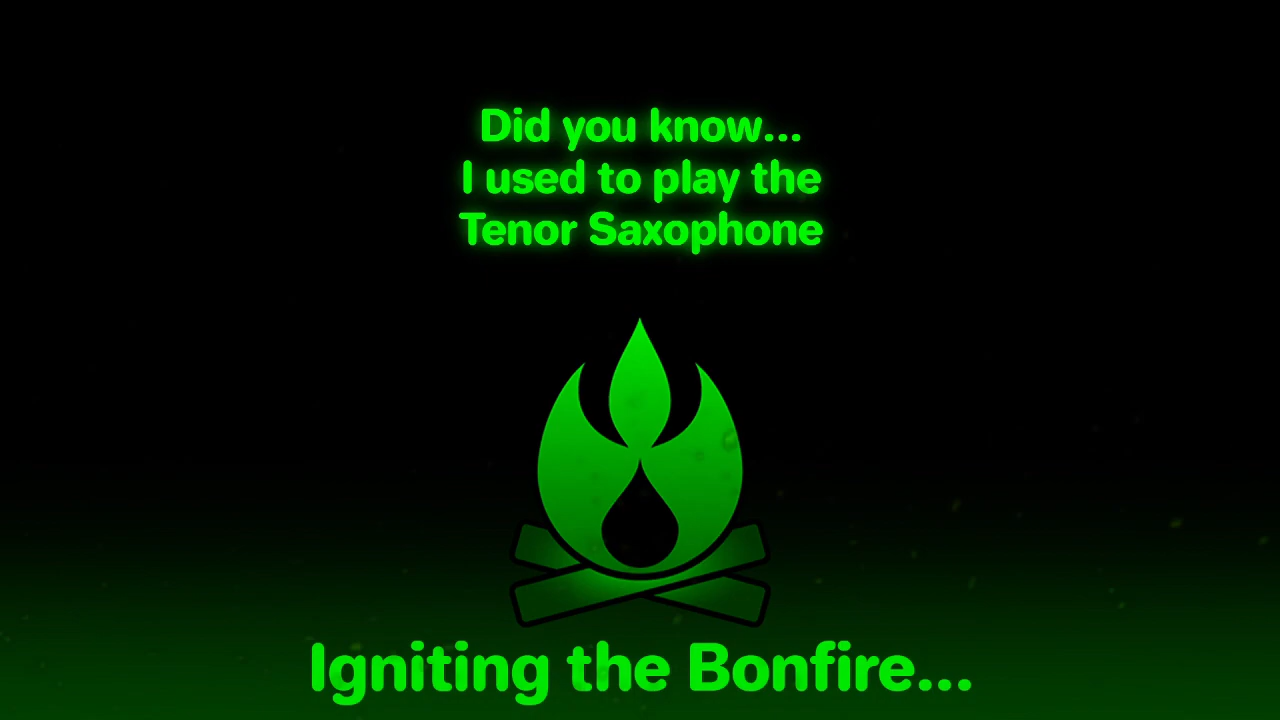 Did you know...
I used to play the
Tenor Saxophone
Igniting the Bonfire...